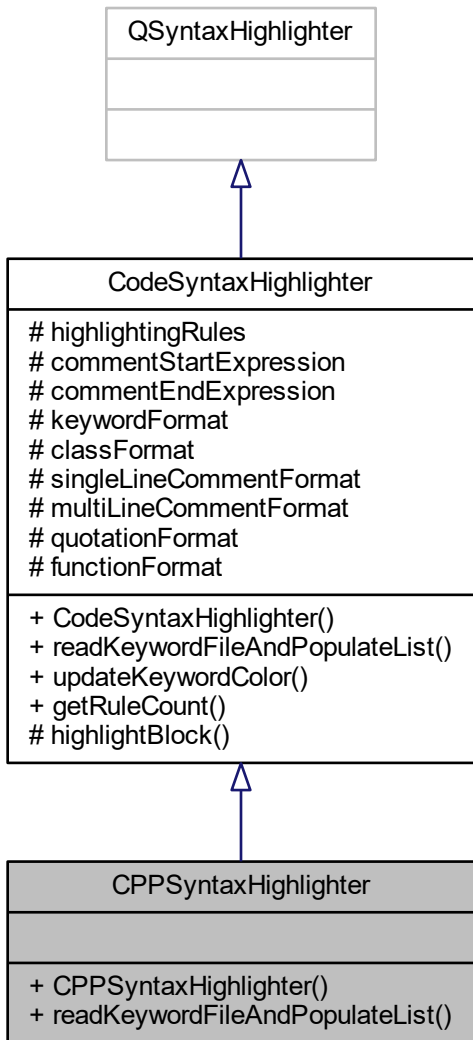 QSyntaxHighlighter
CodeSyntaxHighlighter
# highlightingRules
# commentStartExpression
# commentEndExpression
# keywordFormat
# classFormat
# singleLineCommentFormat
# multiLineCommentFormat
# quotationFormat
# functionFormat
+ CodeSyntaxHighlighter()
+ readKeywordFileAndPopulateList()
+ updateKeywordColor()
+ getRuleCount()
# highlightBlock()
CPPSyntaxHighlighter
+ CPPSyntaxHighlighter()
+ readKeywordFileAndPopulateList()